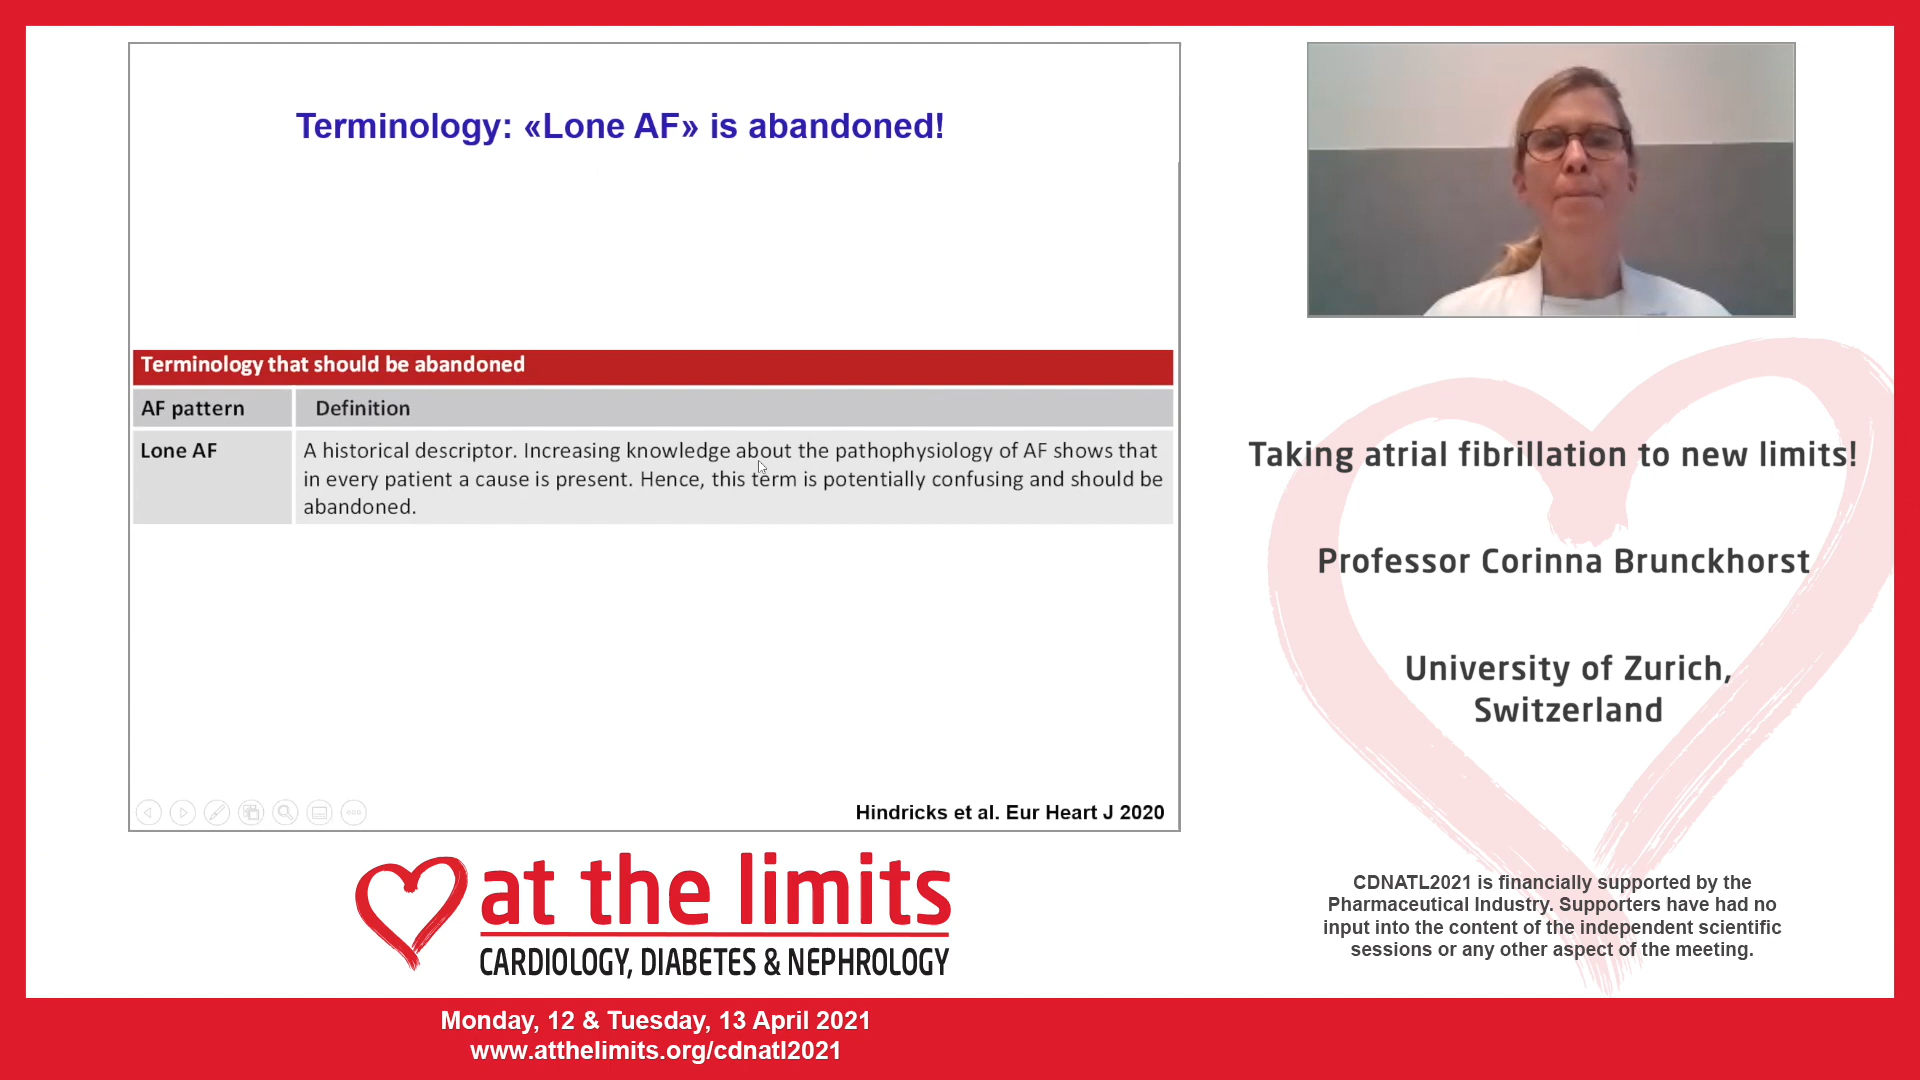 Terminology: «Lone AF» is abandoned!
Terminology that should be abandoned
AF pattern Definition
Lone AF A historical descriptor. Increasing knowledge about the pathophysiology of AF shows that
in every patient a cause is present. Hence, this term is potentially confusing and should be
abandoned.
Hindricks et al. Eur Heart J 2020
Taking atrial fibrillation to new limits!
Professor Corinna Brunckhorst
University of Zurich,
Switzerland
CDNATL2021 is financially supported by the
Pharmaceutical Industry. Supporters have had no
input into the content of the independent scientific
sessions or any other aspect of the meeting.
at the limits
CARDIOLOGY, DIABETES & NEPHROLOGY
Monday, 12 & Tuesday, 13 April 2021
www.atthelimits.org/cdnatl2021